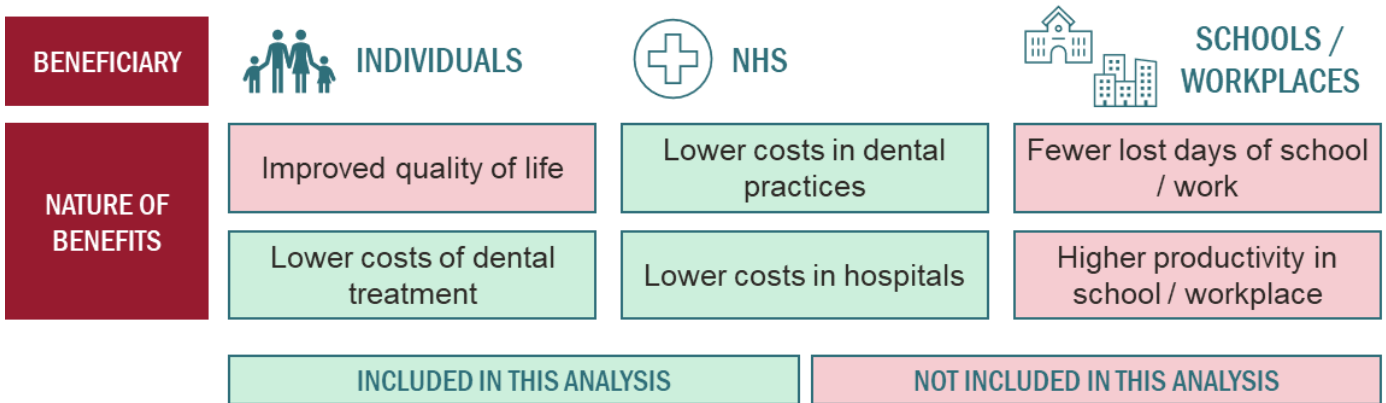 BENEFICIARY
INDIVIDUALS
NHS
SCHOOLS /
WORKPLACES
NATURE OF
BENEFITS
Improved quality of life
Lower costs in dental
practices
Fewer lost days of school
/ work
Lower costs of dental
treatment
Lower costs in hospitals
Higher productivity in
school / workplace
INCLUDED IN THIS ANALYSIS
NOT INCLUDED IN THIS ANALYSIS